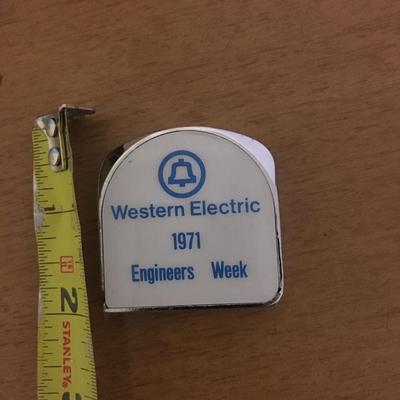 Western Electric
1971
Engineers Week
2
STANLEY